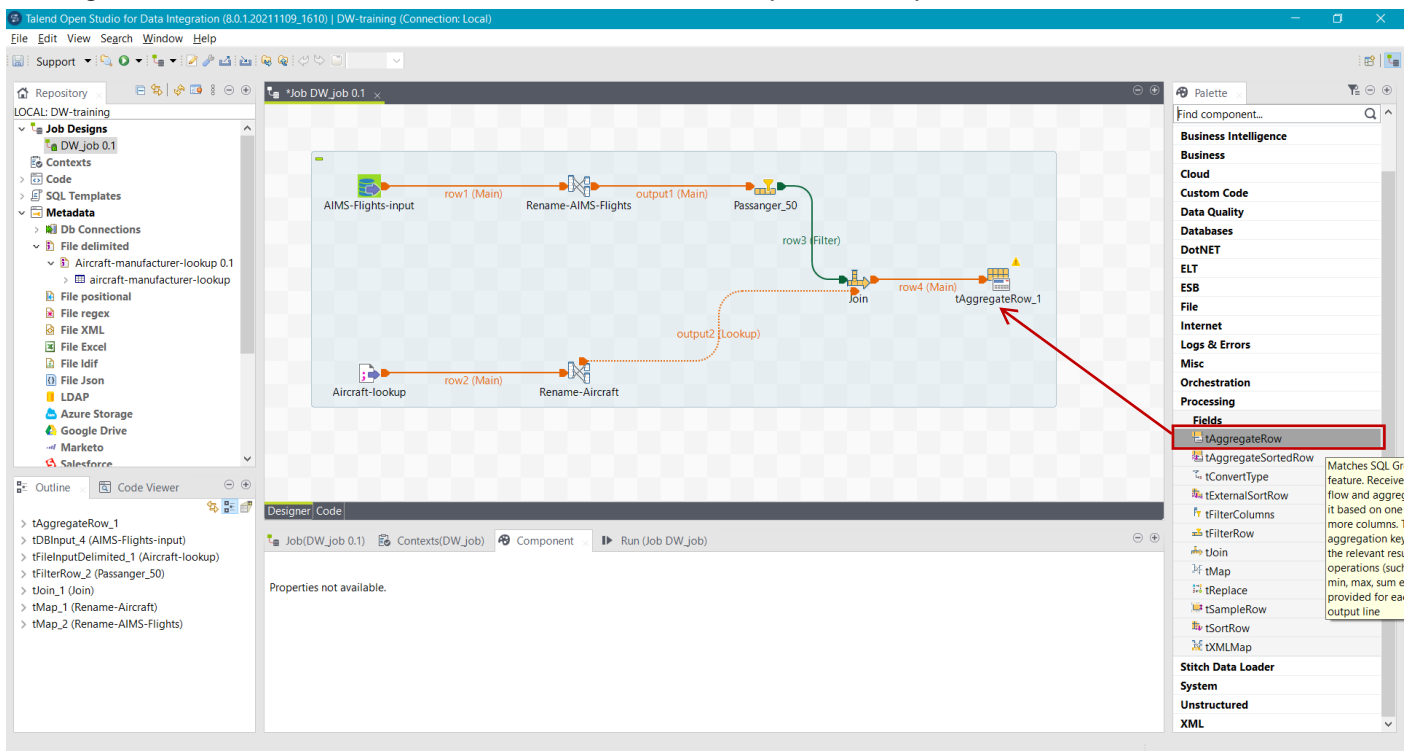 Talend Open Studio for Data Integration (8.0.1.20211109_1610) | DW-training (Connection: Local)
File Edit View Search Window Help
Support
Repository
LOCAL: DW-training
Job Designs
DW_job 0.1
Contexts
Code
SQL Templates
Metadata
Db Connections
File delimited
Aircraft-manufacturer-lookup 0.1
aircraft-manufacturer-lookup
File positional
File regex
File XML
File Excel
File ldif
File Json
LDAP
Azure Storage
Google Drive
Marketo
Salesforce
Outline
Code Viewer
tAggregateRow_1
tDBInput_4 (AIMS-Flights-input)
tFileInputDelimited_1 (Aircraft-lookup)
tFilterRow_2 (Passanger_50)
tJoin_1 (Join)
tMap_1 (Rename-Aircraft)
tMap_2 (Rename-AIMS-Flights)
*Job DW_job 0.1
row1 (Main)
output1 (Main)
AIMS-Flights-input
Rename-AIMS-Flights
Passanger_50
row3 (Filter)
row4 (Main)
Join
tAggregateRow_1
output2 (Lookup)
row2 (Main)
Aircraft-lookup
Rename-Aircraft
Designer Code
Job(DW_job 0.1)
Contexts(DW_job)
Component
Run (Job DW_job)
Properties not available.
Palette
Find component...
Business Intelligence
Business
Cloud
Custom Code
Data Quality
Databases
DotNET
ELT
ESB
File
Internet
Logs & Errors
Misc
Orchestration
Processing
Fields
tAggregateRow
tAggregateSortedRow
tConvertType
tExternalSortRow
tFilterColumns
tFilterRow
tJoin
tMap
tReplace
tSampleRow
tSortRow
tXMLMap
Stitch Data Loader
System
Unstructured
XML
Matches SQL Gr
feature. Receive
flow and aggreg
it based on one
more columns. T
aggregation key
the relevant resu
operations (such
min, max, sum e
provided for eac
output line